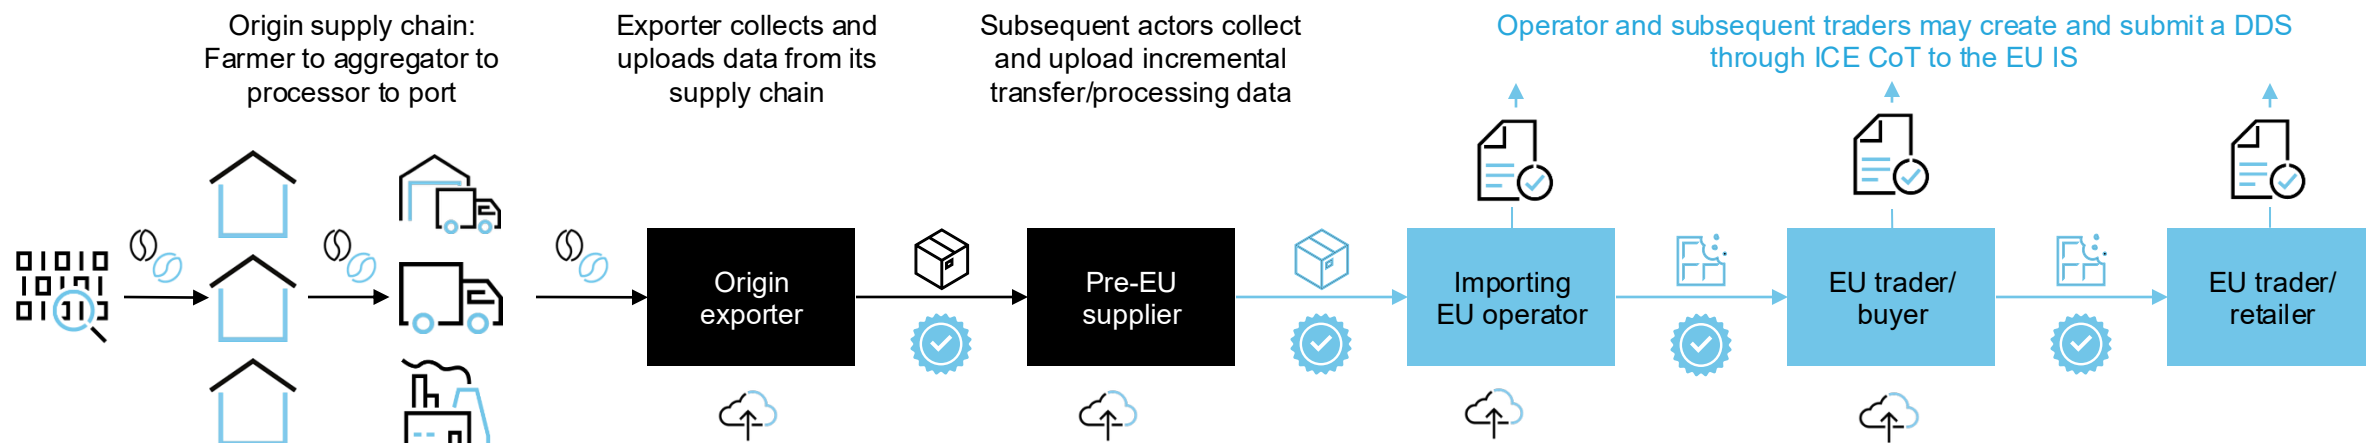 Origin supply chain:
Farmer to aggregator to
processor to port
Exporter collects and
uploads data from its
supply chain
Subsequent actors collect
and upload incremental
transfer/processing data
Operator and subsequent traders may create and submit a DDS
through ICE CoT to the EU IS
Origin
exporter
Pre-EU
supplier
Importing
EU operator
EU trader/
buyer
EU trader/
retailer